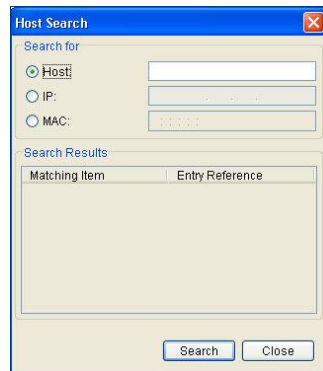 Host Search
Search for
Host:
IP:
. . .
MAC:
: : : : :
Search Results
Matching Item Entry Reference
Search Close